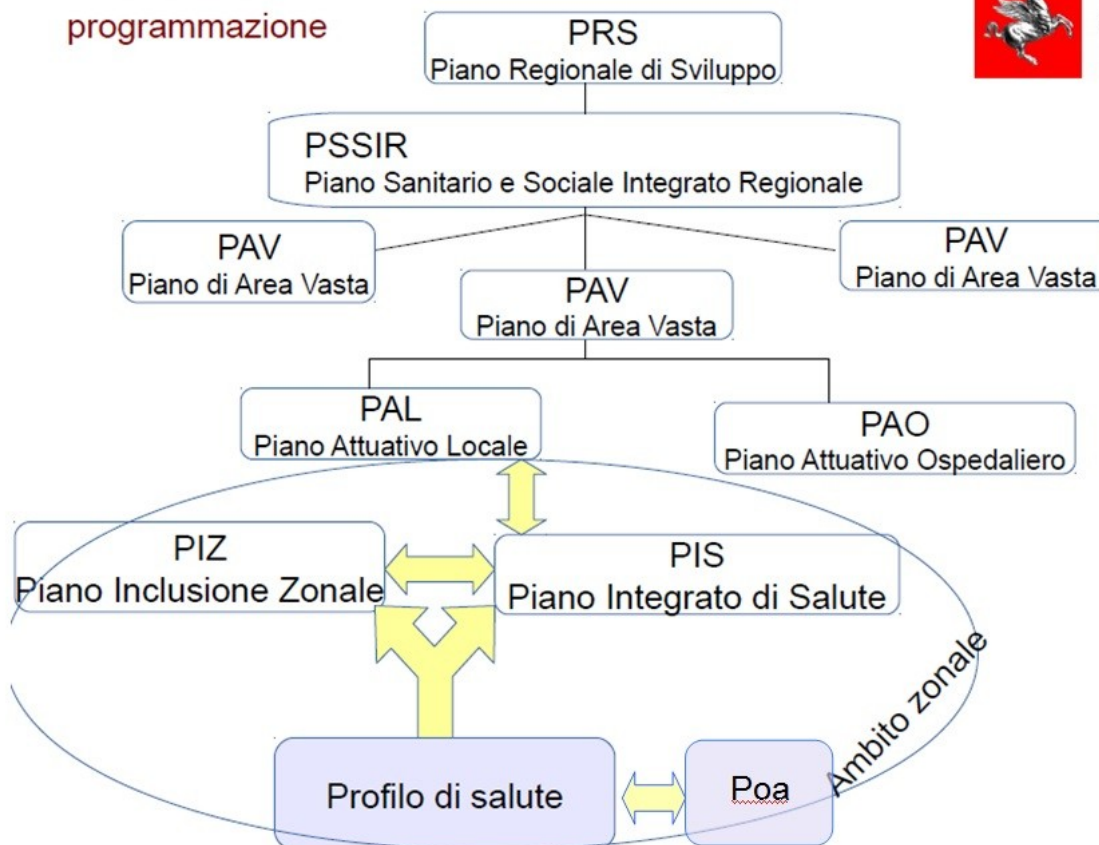 programmazione
PRS
Piano Regionale di Sviluppo
PSSIR
Piano Sanitario e Sociale Integrato Regionale
PAV
Piano di Area Vasta
PAV
Piano di Area Vasta
PAV
Piano di Area Vasta
PAL
Piano Attuativo Locale
PAO
Piano Attuativo Ospedaliero
PIZ
Piano Inclusione Zonale
PIS
Piano Integrato di Salute
Ambito zonale
Profilo di salute
Poa